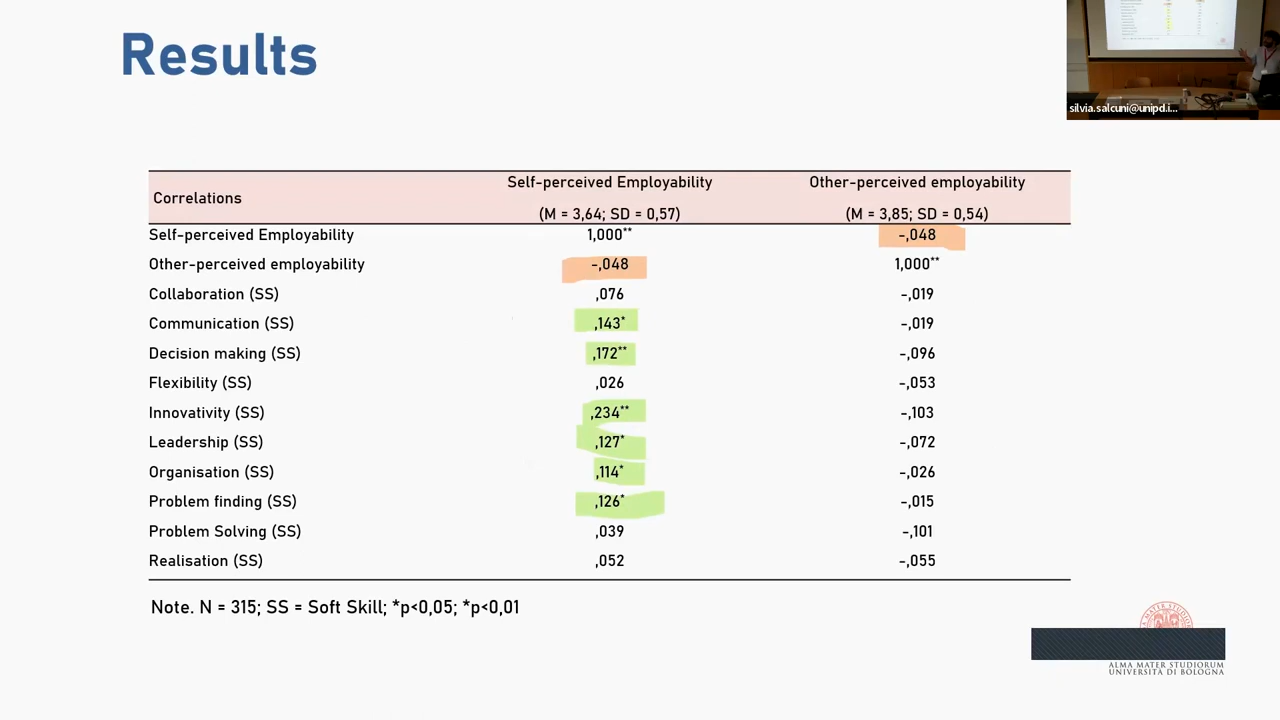 Results
silvia.salcuni@unipd.i...
Correlations Self-perceived Employability (M = 3,64; SD = 0,57) Other-perceived employability (M = 3,85; SD = 0,54)
Self-perceived Employability 1,000** -,048
Other-perceived employability -,048 1,000**
Collaboration (SS) ,076 -,019
Communication (SS) ,143* -,019
Decision making (SS) ,172** -,096
Flexibility (SS) ,026 -,053
Innovativity (SS) ,234** -,103
Leadership (SS) ,127* -,072
Organisation (SS) ,114* -,026
Problem finding (SS) ,126* -,015
Problem Solving (SS) ,039 -,101
Realisation (SS) ,052 -,055
Note. N = 315; SS = Soft Skill; *p<0,05; *p<0,01
ALMA MATER STUDIORUM
UNIVERSITÀ DI BOLOGNA